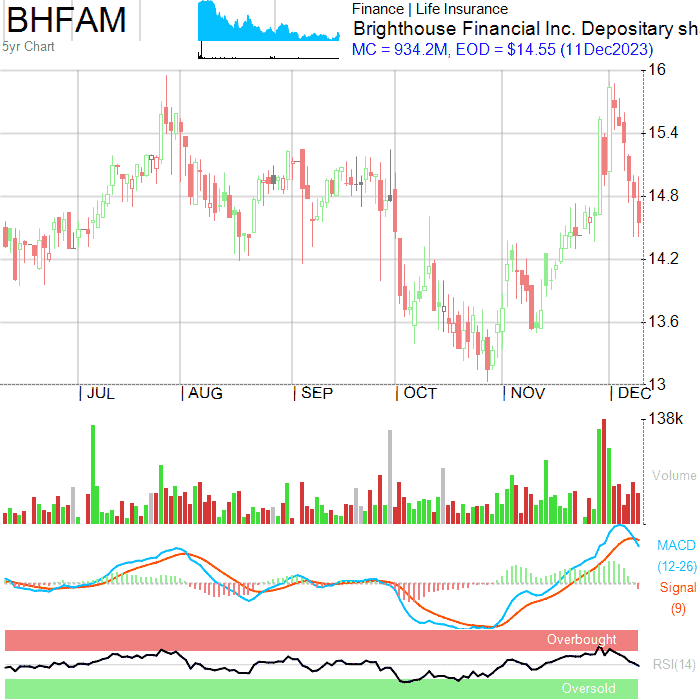 BHFAM
5yr Chart
Finance | Life Insurance
Brighthouse Financial Inc. Depositary sh
MC = 934.2M, EOD = $14.55 (11Dec2023)
16
15.4
14.8
14.2
13.6
13
JUL AUG SEP OCT NOV DEC
138k
Volume
MACD
(12-26)
Signal
(9)
Overbought
RSI(14)
Oversold